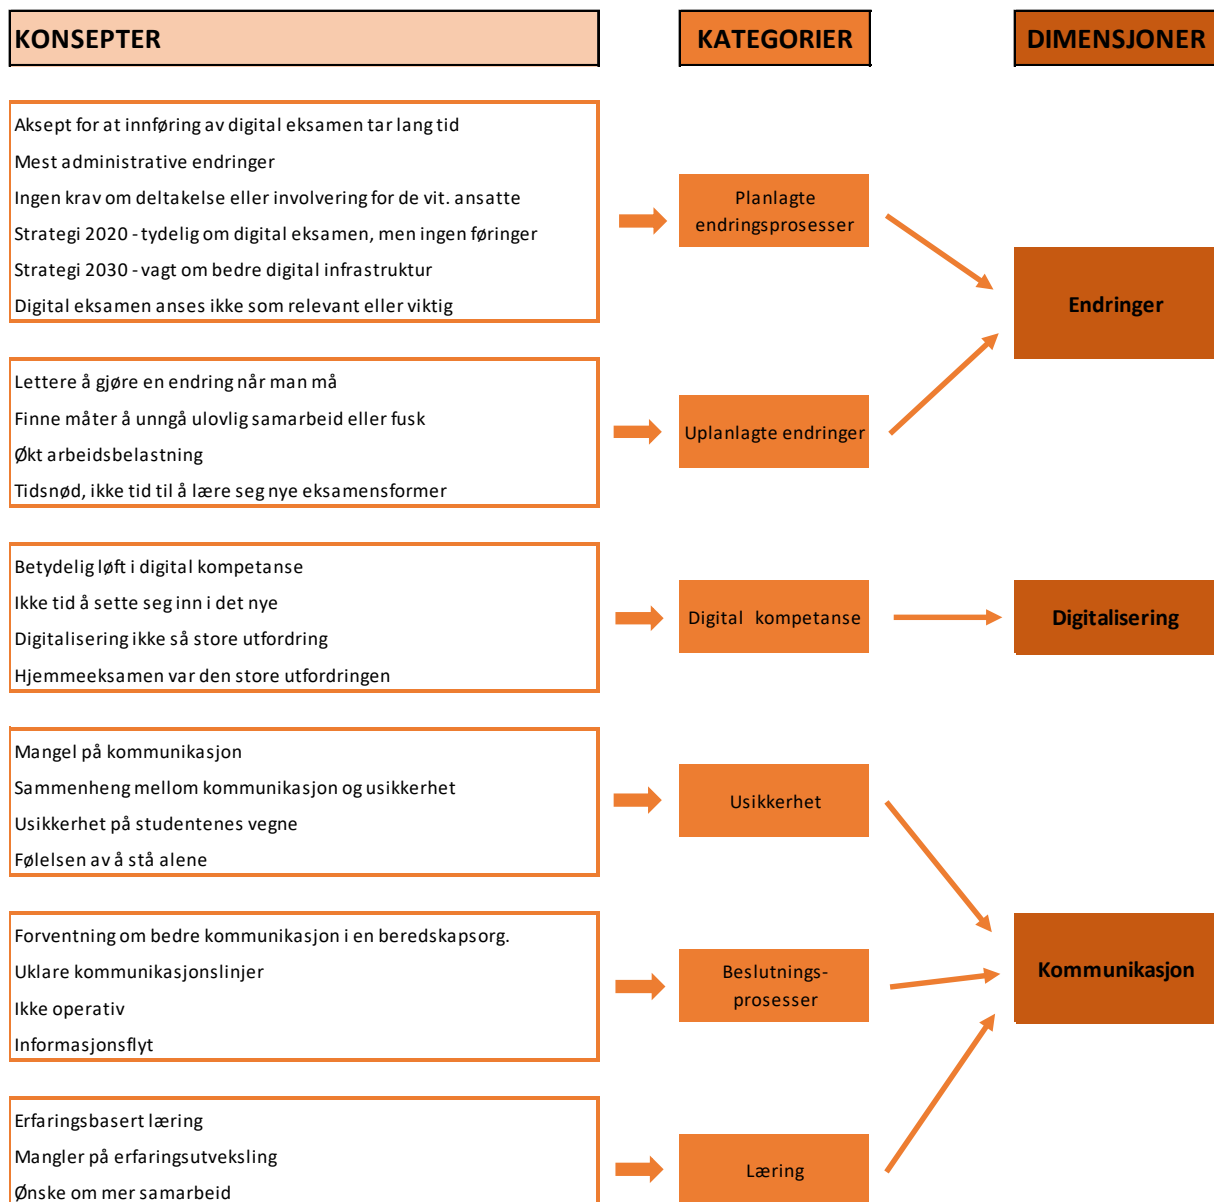 KONSEPTER
KATEGORIER
DIMENSJONER
Aksept for at innføring av digital eksamen tar lang tid
Mest administrative endringer
Ingen krav om deltakelse eller involvering for de vit. ansatte
Strategi 2020 - tydelig om digital eksamen, men ingen føringer
Strategi 2030 - vagt om bedre digital infrastruktur
Digital eksamen anses ikke som relevant eller viktig
Planlagte
endringsprosesser
Endringer
Lettere å gjøre en endring når man må
Finne måter å unngå ulovlig samarbeid eller fusk
Økt arbeidsbelastning
Tidsnød, ikke tid til å lære seg nye eksamensformer
Uplanlagte endringer
Betydelig løft i digital kompetanse
Ikke tid å sette seg inn i det nye
Digitalisering ikke så store utfordring
Hjemmeeksamen var den store utfordringen
Digital kompetanse
Digitalisering
Mangel på kommunikasjon
Sammenheng mellom kommunikasjon og usikkerhet
Usikkerhet på studentenes vegne
Følelsen av å stå alene
Usikkerhet
Forventning om bedre kommunikasjon i en beredskapsorg.
Uklare kommunikasjonslinjer
Ikke operativ
Informasjonsflyt
Beslutnings-
prosesser
Kommunikasjon
Erfaringsbasert læring
Mangler på erfaringsutveksling
Ønske om mer samarbeid
Læring